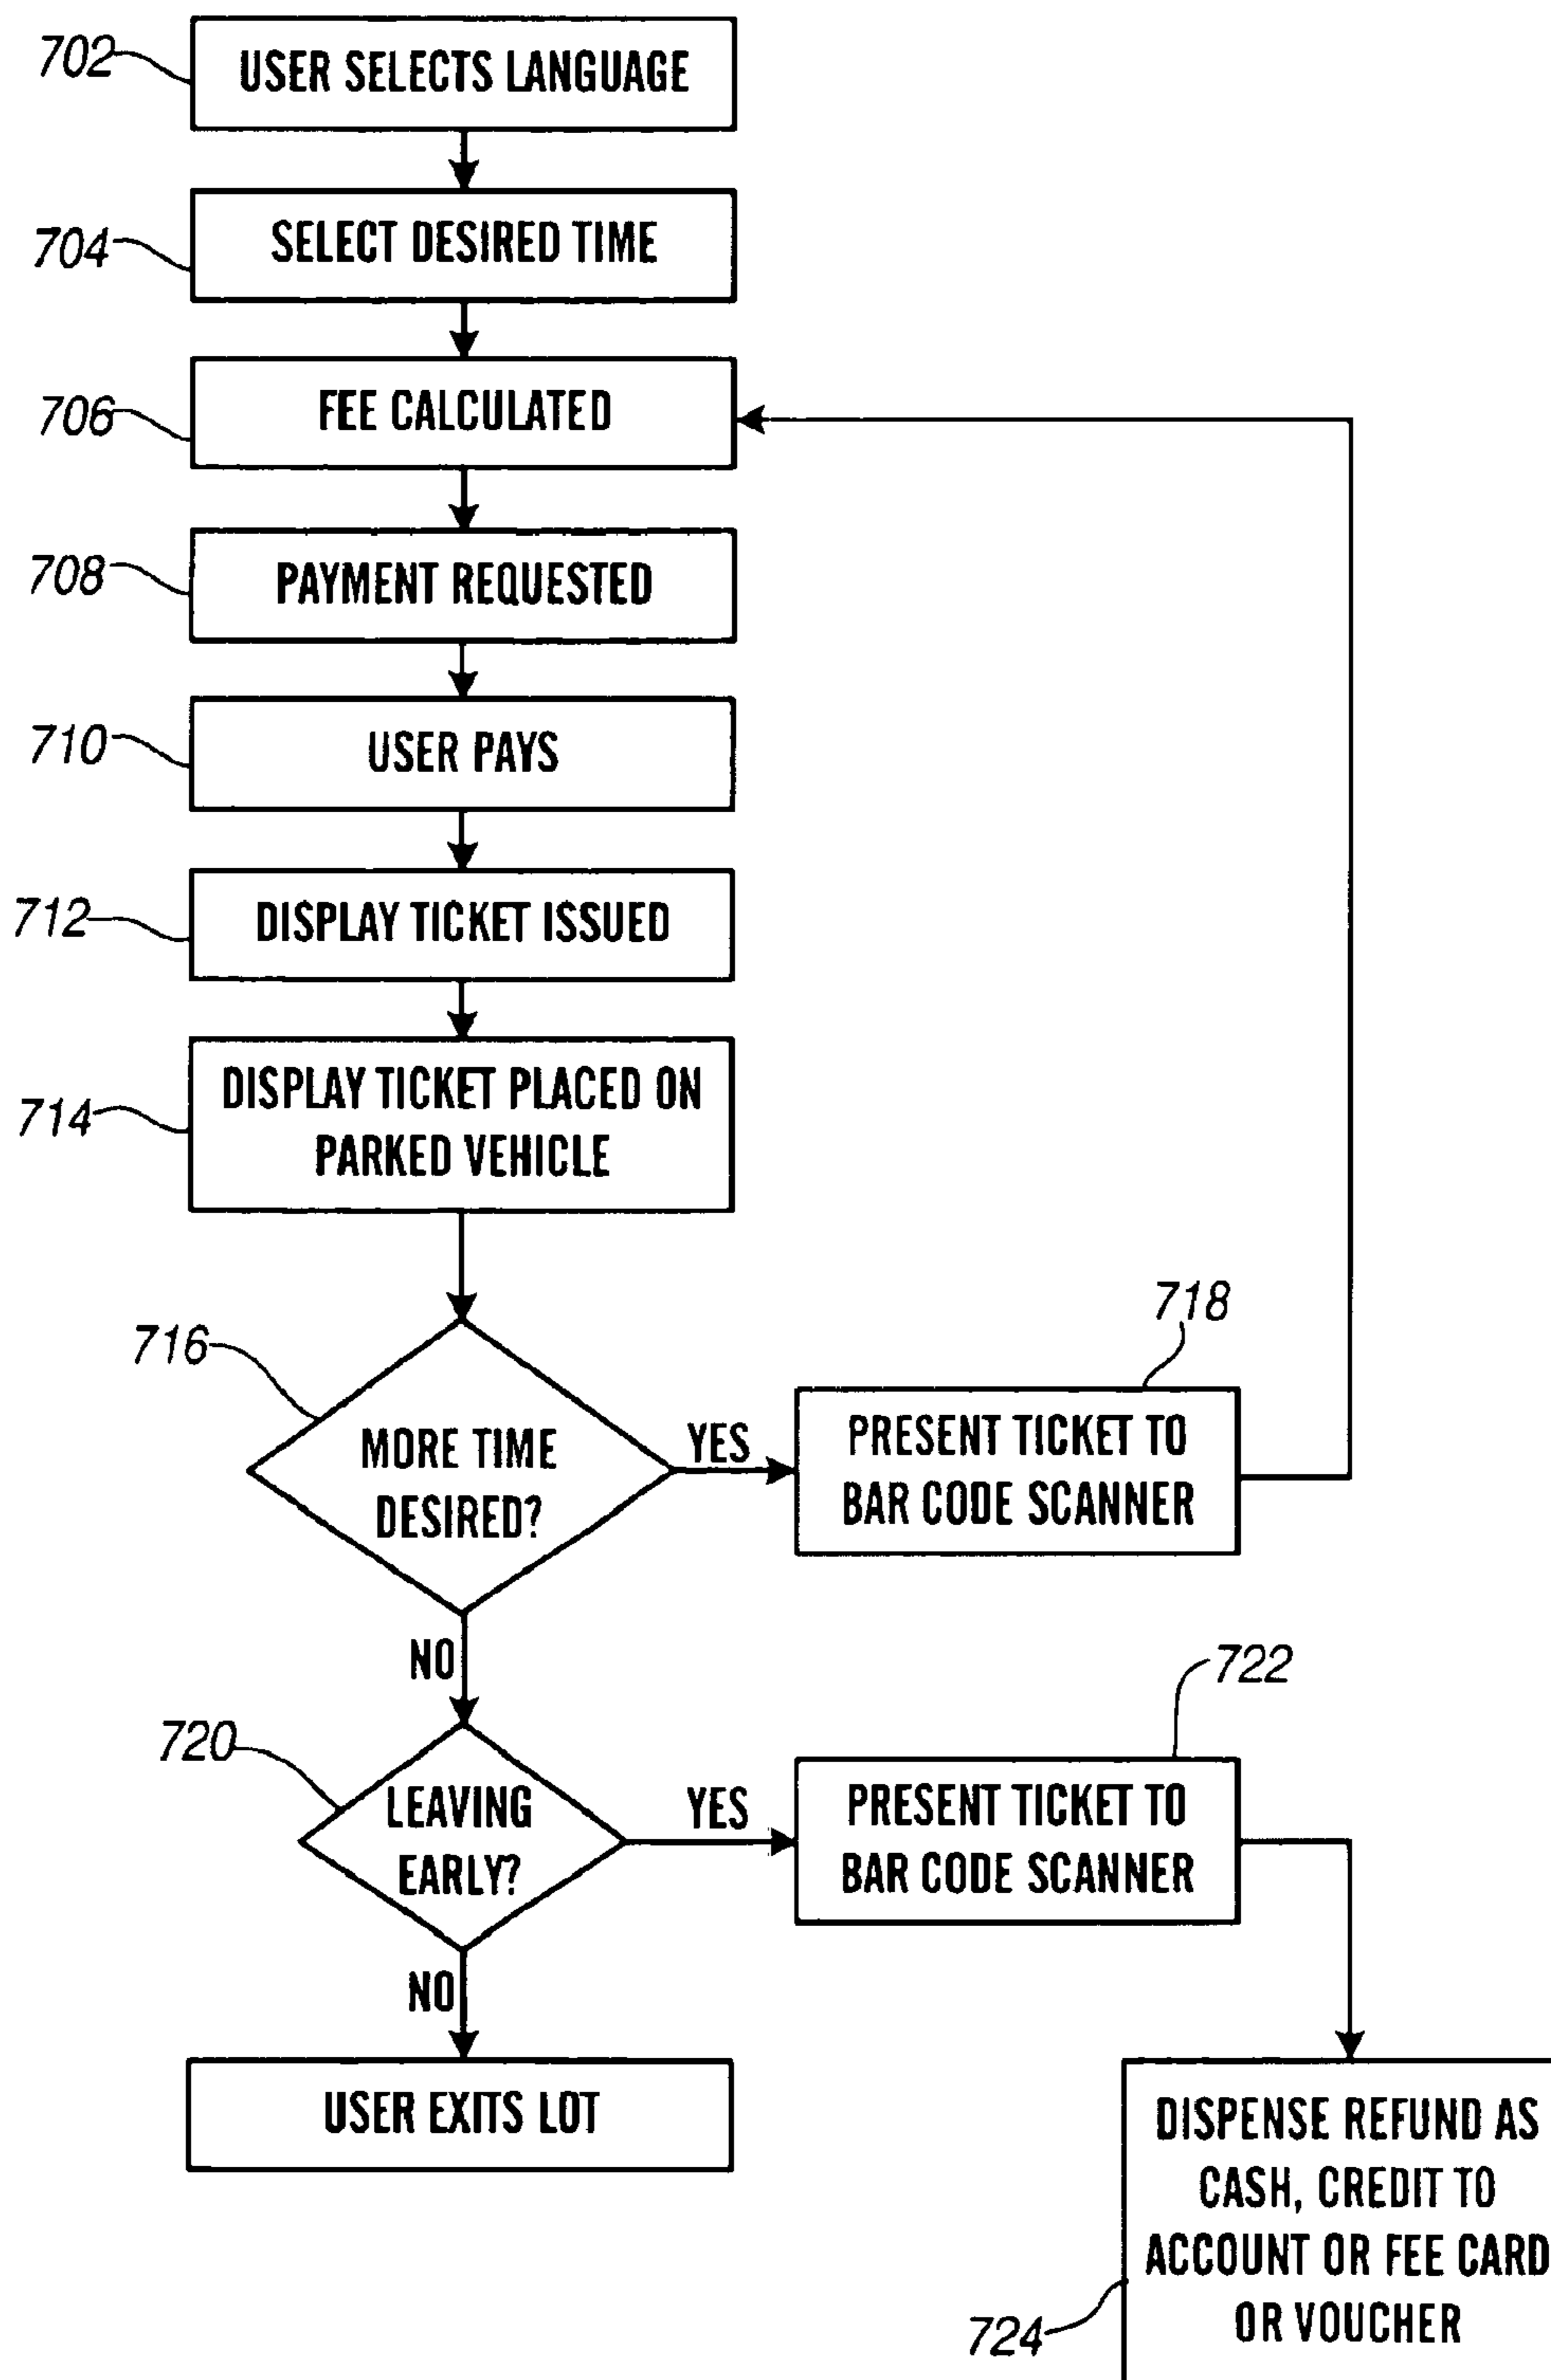 702
USER SELECTS LANGUAGE
704
SELECT DESIRED TIME
706
FEE CALCULATED
708
PAYMENT REQUESTED
710
USER PAYS
712
DISPLAY TICKET ISSUED
714
DISPLAY TICKET PLACED ON
PARKED VEHICLE
716
MORE TIME
DESIRED?
YES
718
PRESENT TICKET TO
BAR CODE SCANNER
NO
720
LEAVING
EARLY?
YES
722
PRESENT TICKET TO
BAR CODE SCANNER
NO
USER EXITS LOT
DISPENSE REFUND AS
CASH, CREDIT TO
ACCOUNT OR FEE CARD
OR VOUCHER
724